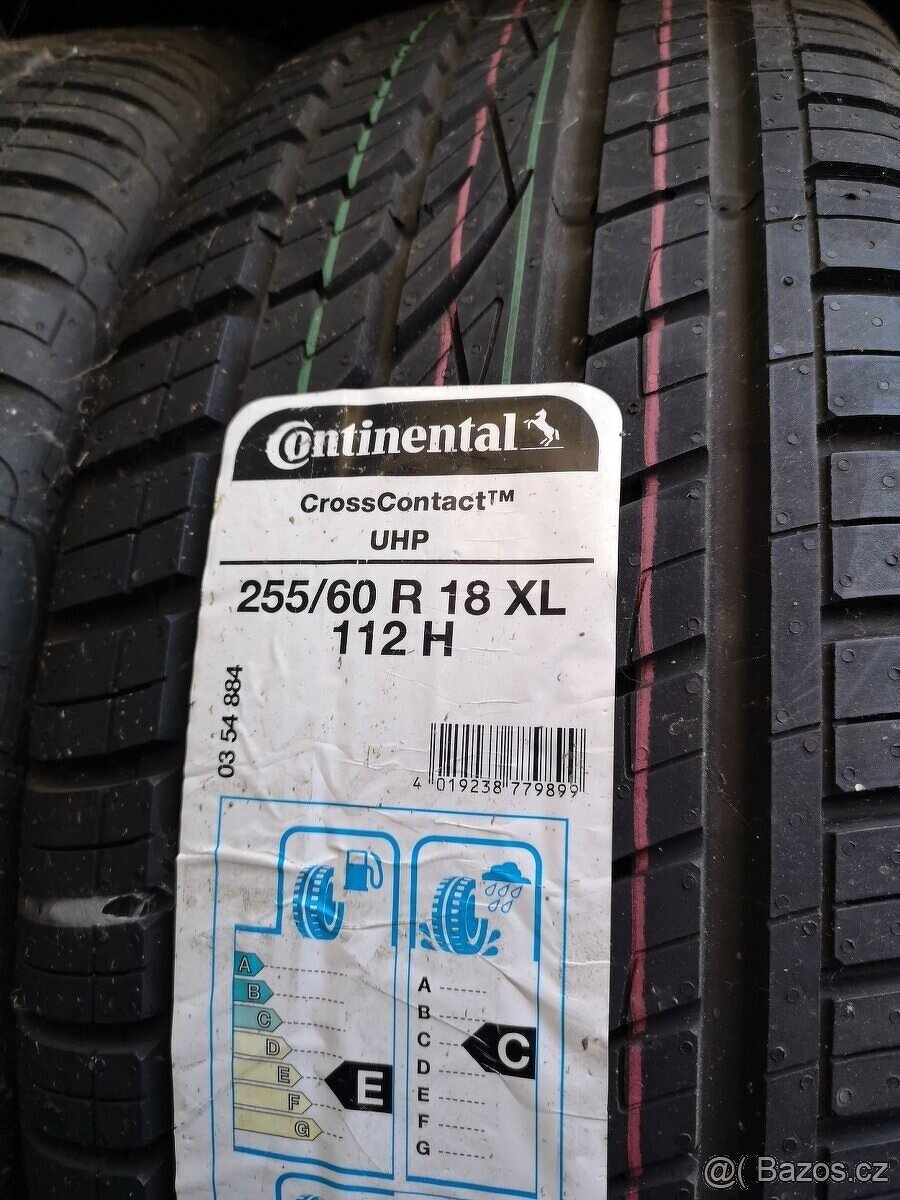 Continental
CrossContact™
UHP
255/60 R 18 XL
112 H
03 54 884
4 019238 779899
A
B
C
D
E
F
G
E
A
B
C
D
E
F
G
C
@( Bazos.cz